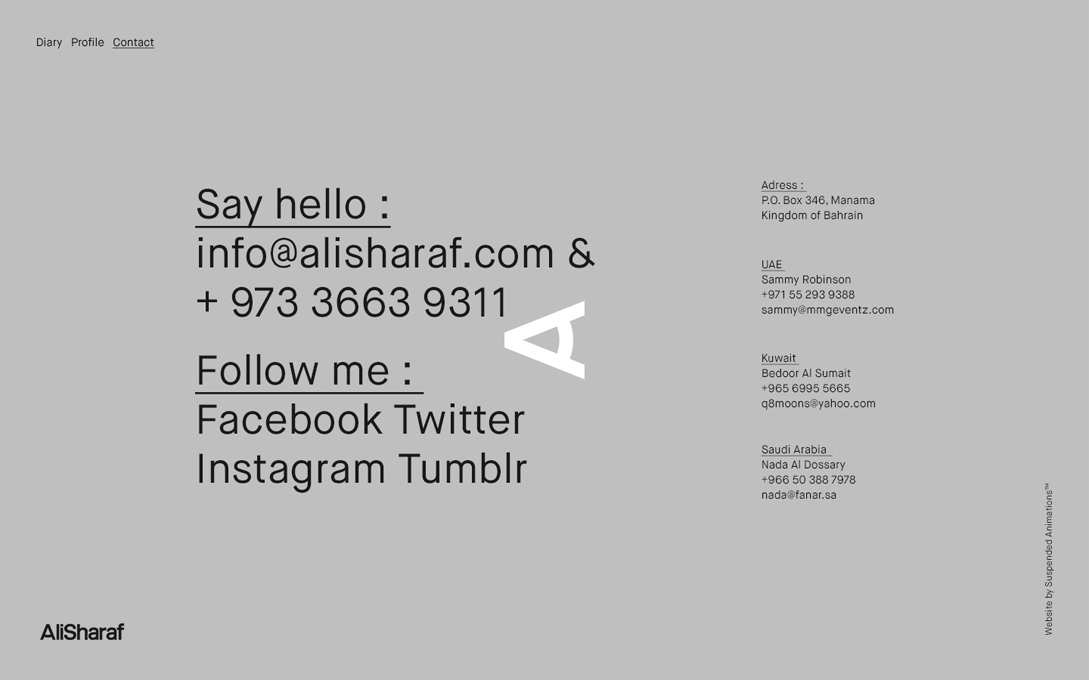 Diary Profile Contact
Say hello :
info@alisharaf.com &
+ 973 3663 9311
Follow me :
Facebook Twitter
Instagram Tumblr
A
Adress :
P.O. Box 346, Manama
Kingdom of Bahrain
UAE
Sammy Robinson
+971 55 293 9388
sammy@mmgeventz.com
Kuwait
Bedoor Al Sumait
+965 6995 5665
q8moons@yahoo.com
Saudi Arabia
Nada Al Dossary
+966 50 388 7978
nada@fanar.sa
Website by Suspended Animations™
AliSharaf